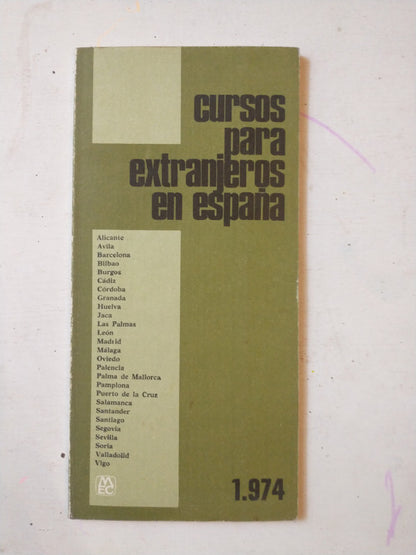 cursos
para
extranjeros
en españa
Alicante
Avila
Barcelona
Bilbao
Burgos
Cádiz
Córdoba
Granada
Huelva
Jaca
Las Palmas
León
Madrid
Málaga
Oviedo
Palencia
Palma de Mallorca
Pamplona
Puerto de la Cruz
Salamanca
Santander
Santiago
Segovia
Sevilla
Soria
Valladolid
Vigo
MEC
1.974